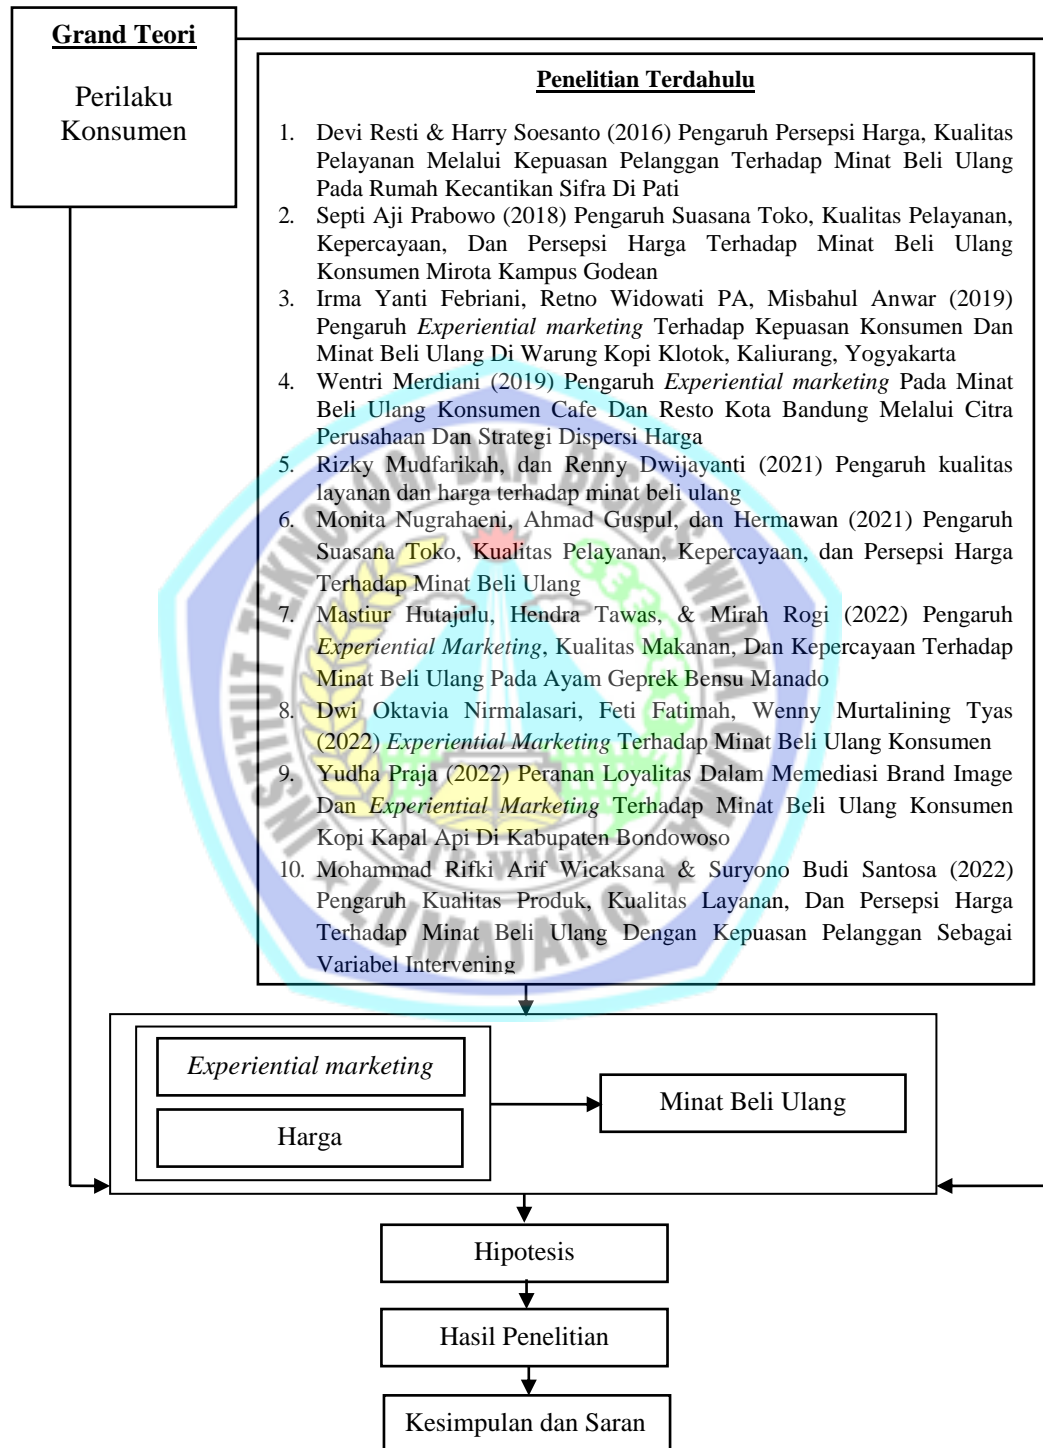 Grand Teori
Perilaku
Konsumen
Penelitian Terdahulu
1. Devi Resti & Harry Soesanto (2016) Pengaruh Persepsi Harga, Kualitas
Pelayanan Melalui Kepuasan Pelanggan Terhadap Minat Beli Ulang
Pada Rumah Kecantikan Sifra Di Pati
2. Septi Aji Prabowo (2018) Pengaruh Suasana Toko, Kualitas Pelayanan,
Kepercayaan, Dan Persepsi Harga Terhadap Minat Beli Ulang
Konsumen Mirota Kampus Godean
3. Irma Yanti Febriani, Retno Widowati PA, Misbahul Anwar (2019)
Pengaruh Experiential marketing Terhadap Kepuasan Konsumen Dan
Minat Beli Ulang Di Warung Kopi Klotok, Kaliurang, Yogyakarta
4. Wentri Merdiani (2019) Pengaruh Experiential marketing Pada Minat
Beli Ulang Konsumen Cafe Dan Resto Kota Bandung Melalui Citra
Perusahaan Dan Strategi Dispersi Harga
5. Rizky Mudfarikah, dan Renny Dwijayanti (2021) Pengaruh kualitas
layanan dan harga terhadap minat beli ulang
6. Monita Nugrahaeni, Ahmad Guspul, dan Hermawan (2021) Pengaruh
Suasana Toko, Kualitas Pelayanan, Kepercayaan, dan Persepsi Harga
Terhadap Minat Beli Ulang
7. Mastiur Hutajulu, Hendra Tawas, & Mirah Rogi (2022) Pengaruh
Experiential Marketing, Kualitas Makanan, Dan Kepercayaan Terhadap
Minat Beli Ulang Pada Ayam Geprek Bensu Manado
8. Dwi Oktavia Nirmalasari, Feti Fatimah, Wenny Murtalining Tyas
(2022) Experiential Marketing Terhadap Minat Beli Ulang Konsumen
9. Yudha Praja (2022) Peranan Loyalitas Dalam Memediasi Brand Image
Dan Experiential Marketing Terhadap Minat Beli Ulang Konsumen
Kopi Kapal Api Di Kabupaten Bondowoso
10. Mohammad Rifki Arif Wicaksana & Suryono Budi Santosa (2022)
Pengaruh Kualitas Produk, Kualitas Layanan, Dan Persepsi Harga
Terhadap Minat Beli Ulang Dengan Kepuasan Pelanggan Sebagai
Variabel Intervening
INSTITUT TEKNOLOGI DAN BISNIS WIDYA GAMA
ITB WIGA
LUMAJANG
Experiential marketing
Harga
Minat Beli Ulang
Hipotesis
Hasil Penelitian
Kesimpulan dan Saran